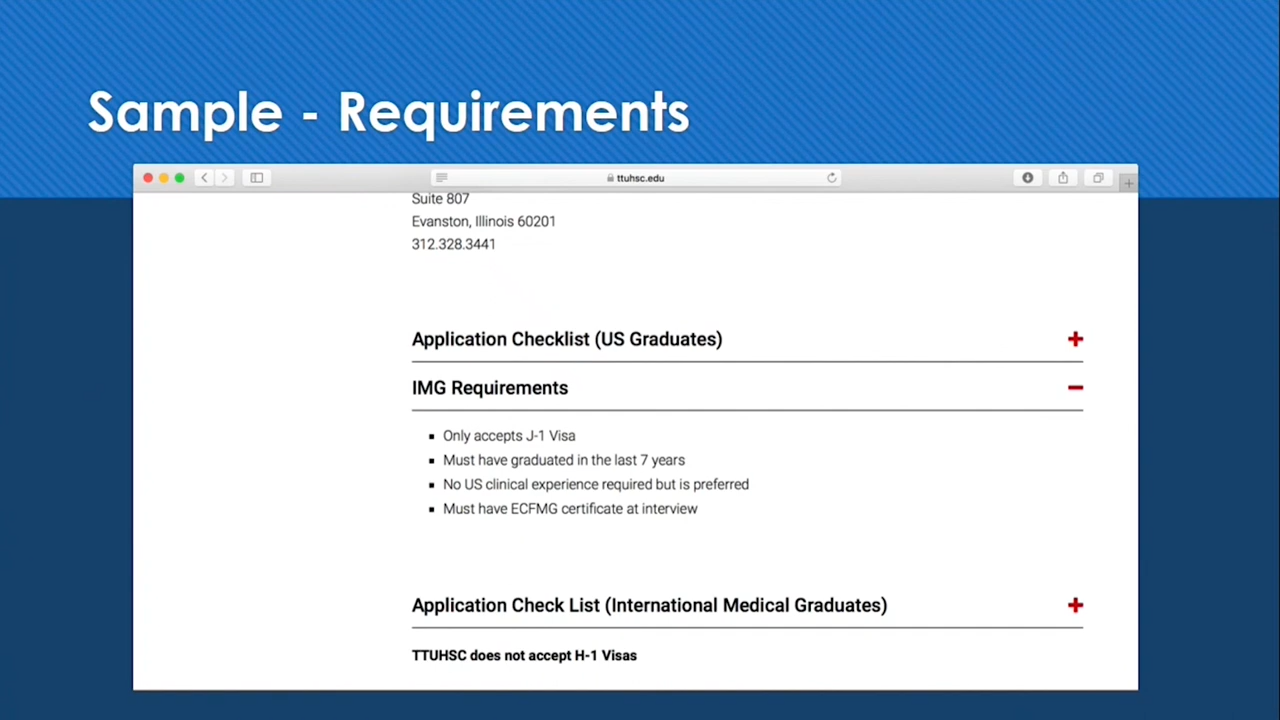 Sample - Requirements
ttuhsc.edu
Suite 807
Evanston, Illinois 60201
312.328.3441
Application Checklist (US Graduates)
IMG Requirements
Only accepts J-1 Visa
Must have graduated in the last 7 years
No US clinical experience required but is preferred
Must have ECFMG certificate at interview
Application Check List (International Medical Graduates)
TTUHSC does not accept H-1 Visas